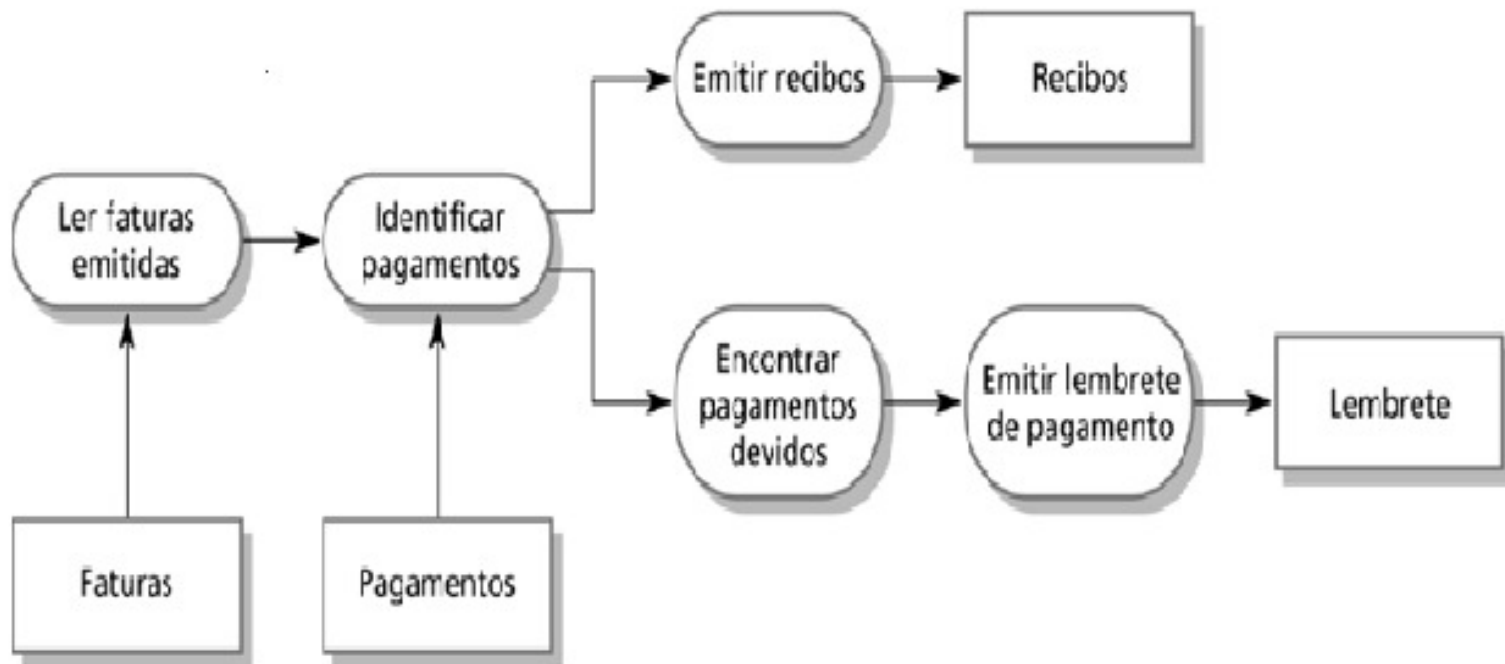 Emitir recibos
Recibos
Ler faturas
emitidas
Identificar
pagamentos
Encontrar
pagamentos
devidos
Emitir lembrete
de pagamento
Lembrete
Faturas
Pagamentos